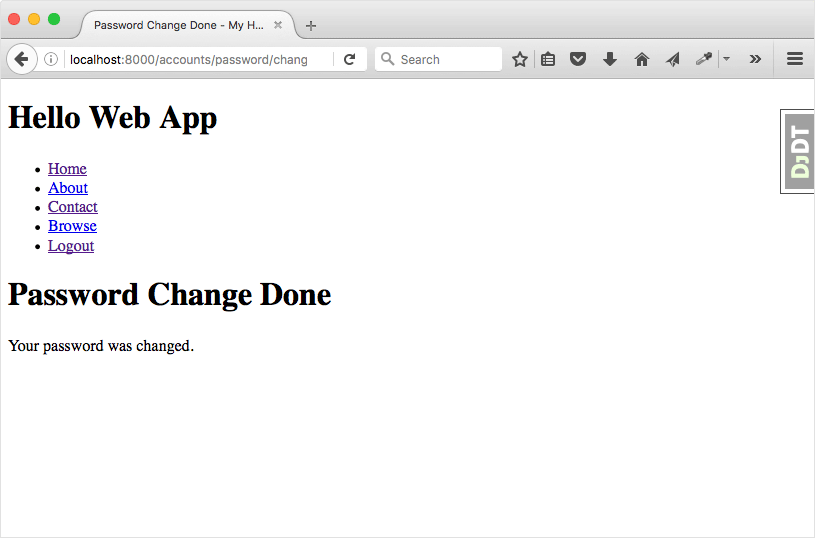 Password Change Done - My H...
localhost:8000/accounts/password/chang
Search
Hello Web App
DjDT
Home
About
Contact
Browse
Logout
Password Change Done
Your password was changed.